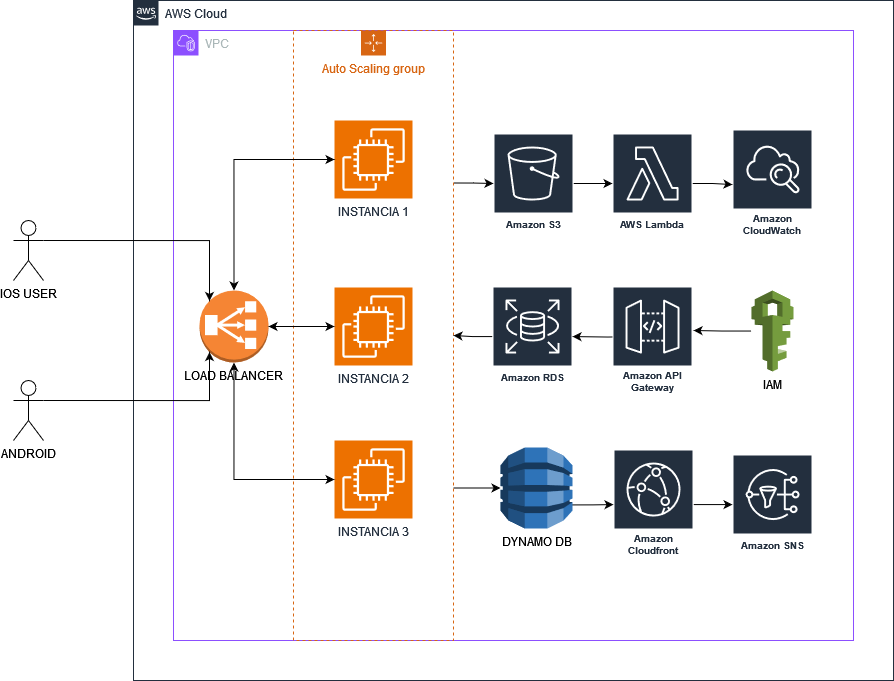 aws
AWS Cloud
VPC
Auto Scaling group
INSTANCIA 1
Amazon S3
AWS Lambda
Amazon
CloudWatch
IOS USER
LOAD BALANCER
INSTANCIA 2
Amazon RDS
Amazon API
Gateway
IAM
ANDROID
INSTANCIA 3
DYNAMO DB
Amazon
Cloudfront
Amazon SNS